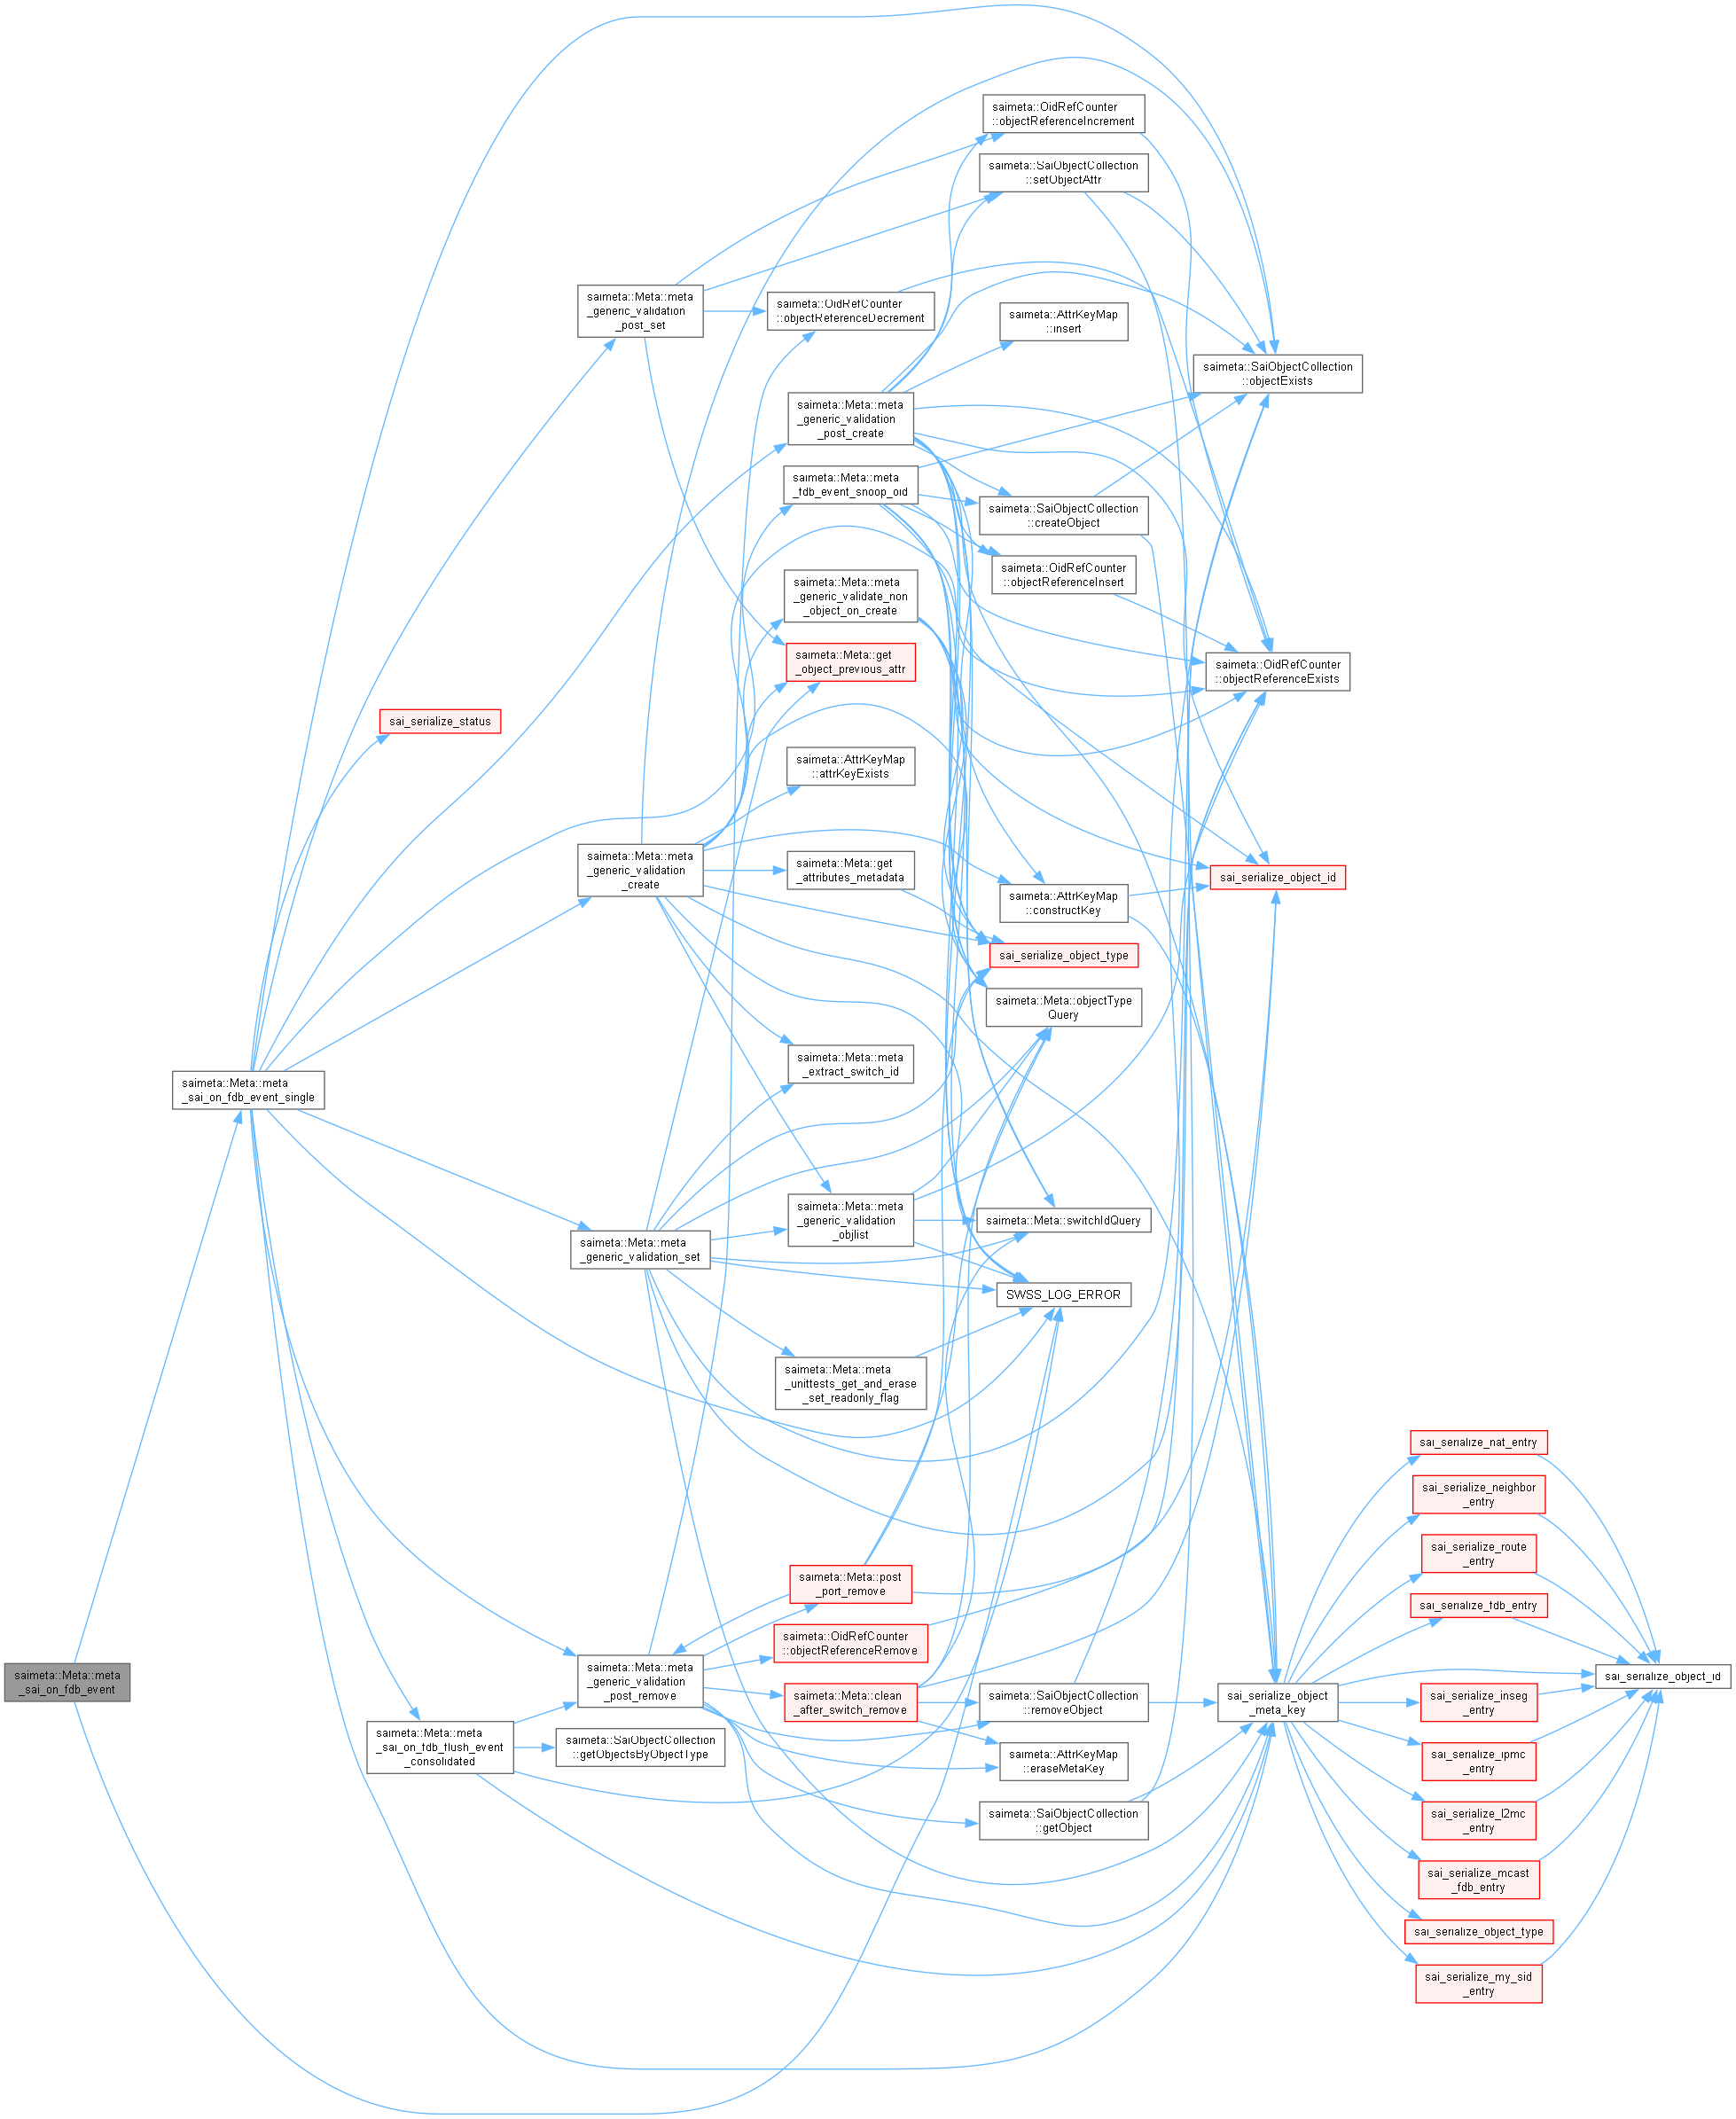 saimeta::OidRefCounter
::objectReferenceIncrement
saimeta::SaiObjectCollection
::setObjectAttr
saimeta::Meta::meta
_generic_validation
_post_set
saimeta::OidRefCounter
::objectReferenceDecrement
saimeta::AttrKeyMap
::insert
saimeta::SaiObjectCollection
::objectExists
saimeta::Meta::meta
_generic_validation
_post_create
saimeta::Meta::meta
_fdb_event_snoop_oid
saimeta::SaiObjectCollection
::createObject
saimeta::OidRefCounter
::objectReferenceInsert
saimeta::Meta::meta
_generic_validate_non
_object_on_create
saimeta::Meta::get
_object_previous_attr
saimeta::OidRefCounter
::objectReferenceExists
sai_serialize_status
saimeta::AttrKeyMap
::attrKeyExists
saimeta::Meta::meta
_generic_validation
_create
saimeta::Meta::get
_attributes_metadata
sai_serialize_object_id
saimeta::AttrKeyMap
::constructKey
sai_serialize_object_type
saimeta::Meta::objectType
Query
saimeta::Meta::meta
_extract_switch_id
saimeta::Meta::meta
_sai_on_fdb_event_single
saimeta::Meta::meta
_generic_validation
_objlist
saimeta::Meta::switchIdQuery
saimeta::Meta::meta
_generic_validation_set
SWSS_LOG_ERROR
saimeta::Meta::meta
_unittests_get_and_erase
_set_readonly_flag
sai_serialize_nat_entry
sai_serialize_neighbor
_entry
sai_serialize_route
_entry
saimeta::Meta::post
_port_remove
sai_serialize_fdb_entry
saimeta::OidRefCounter
::objectReferenceRemove
saimeta::Meta::meta
_sai_on_fdb_event
saimeta::Meta::meta
_generic_validation
_post_remove
sai_serialize_object_id
saimeta::Meta::clean
_after_switch_remove
saimeta::SaiObjectCollection
::removeObject
sai_serialize_object
_meta_key
sai_serialize_inseg
_entry
saimeta::Meta::meta
_sai_on_fdb_flush_event
_consolidated
saimeta::SaiObjectCollection
::getObjectsByObjectType
saimeta::AttrKeyMap
::eraseMetaKey
sai_serialize_ipmc
_entry
saimeta::SaiObjectCollection
::getObject
sai_serialize_l2mc
_entry
sai_serialize_mcast
_fdb_entry
sai_serialize_object_type
sai_serialize_my_sid
_entry